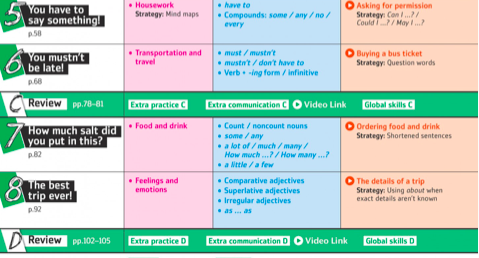 5
You have to
say something!
p.58
• Housework
Strategy: Mind maps
• have to
• Compounds: some / any / no /
every
Asking for permission
Strategy: Can I ...? /
Could I ...? / May I ...?
6
You mustn't
be late!
p.68
• Transportation and
travel
• must / mustn't
• mustn't / don't have to
• Verb + -ing form / infinitive
Buying a bus ticket
Strategy: Question words
C Review pp.78–81
Extra practice C
Extra communication C
Video Link
Global skills C
7
How much salt did
you put in this?
p.82
• Food and drink
• Count / noncount nouns
• some / any
• a lot of / much / many /
How much ...? / How many ...?
• a little / a few
Ordering food and drink
Strategy: Shortened sentences
8
The best
trip ever!
p.92
• Feelings and
emotions
• Comparative adjectives
• Superlative adjectives
• Irregular adjectives
• as ... as
The details of a trip
Strategy: Using about when
exact details aren't known
D Review pp.102–105
Extra practice D
Extra communication D
Video Link
Global skills D